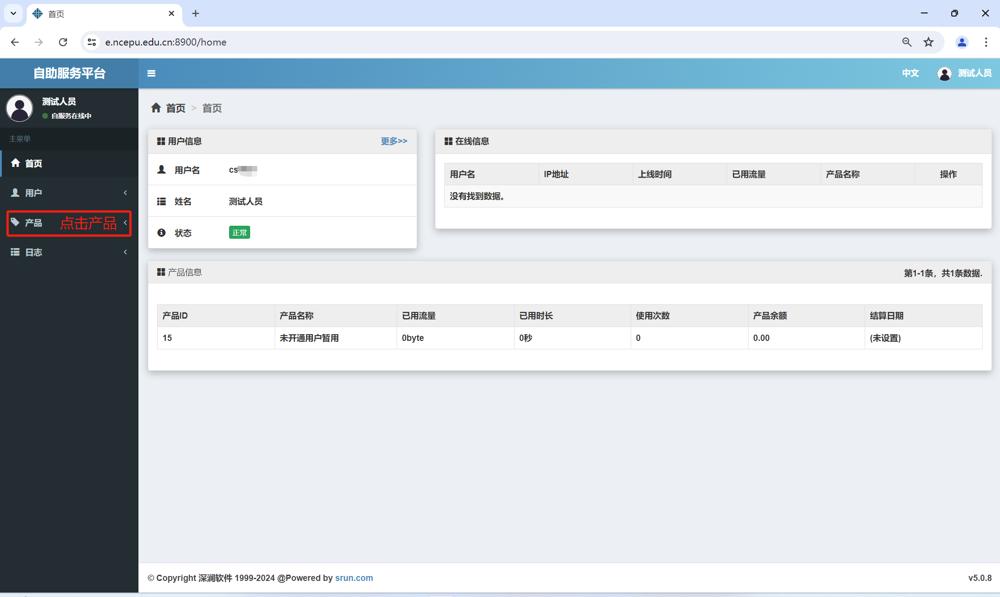 首页
e.ncepu.edu.cn:8900/home
自助服务平台
中文 测试人员
测试人员
自服务在线中
主菜单
首页
用户
产品 点击产品
日志
首页 > 首页
用户信息 更多>>
用户名 cs
姓名 测试人员
状态 正常
在线信息
用户名 IP地址 上线时间 已用流量 产品名称 操作
没有找到数据。
产品信息 第1-1条，共1条数据.
产品ID 产品名称 已用流量 已用时长 使用次数 产品余额 结算日期
15 未开通用户暂用 0byte 0秒 0 0.00 (未设置)
© Copyright 深澜软件 1999-2024 @Powered by srun.com v5.0.8